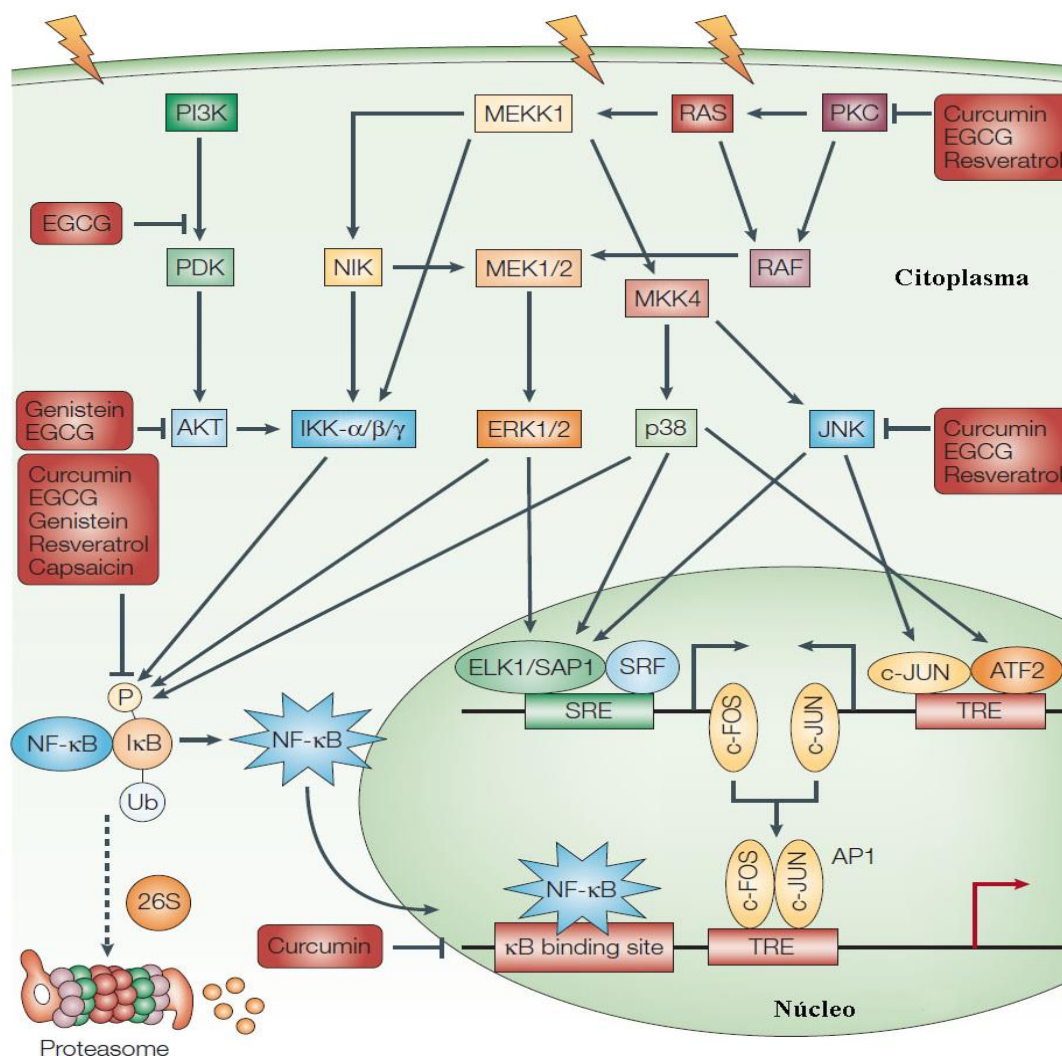 PI3K
MEKK1
RAS
PKC
Curcumin
EGCG
Resveratrol
EGCG
PDK
NIK
MEK1/2
RAF
Citoplasma
MKK4
Genistein
EGCG
AKT
IKK-α/β/γ
ERK1/2
p38
JNK
Curcumin
EGCG
Resveratrol
Curcumin
EGCG
Genistein
Resveratrol
Capsaicin
P
NF-κB
IκB
Ub
NF-κB
ELK1/SAP1
SRF
SRE
c-FOS
c-JUN
c-JUN
ATF2
TRE
c-FOS
c-JUN
AP1
26S
NF-κB
Curcumin
κB binding site
TRE
Núcleo
Proteasome